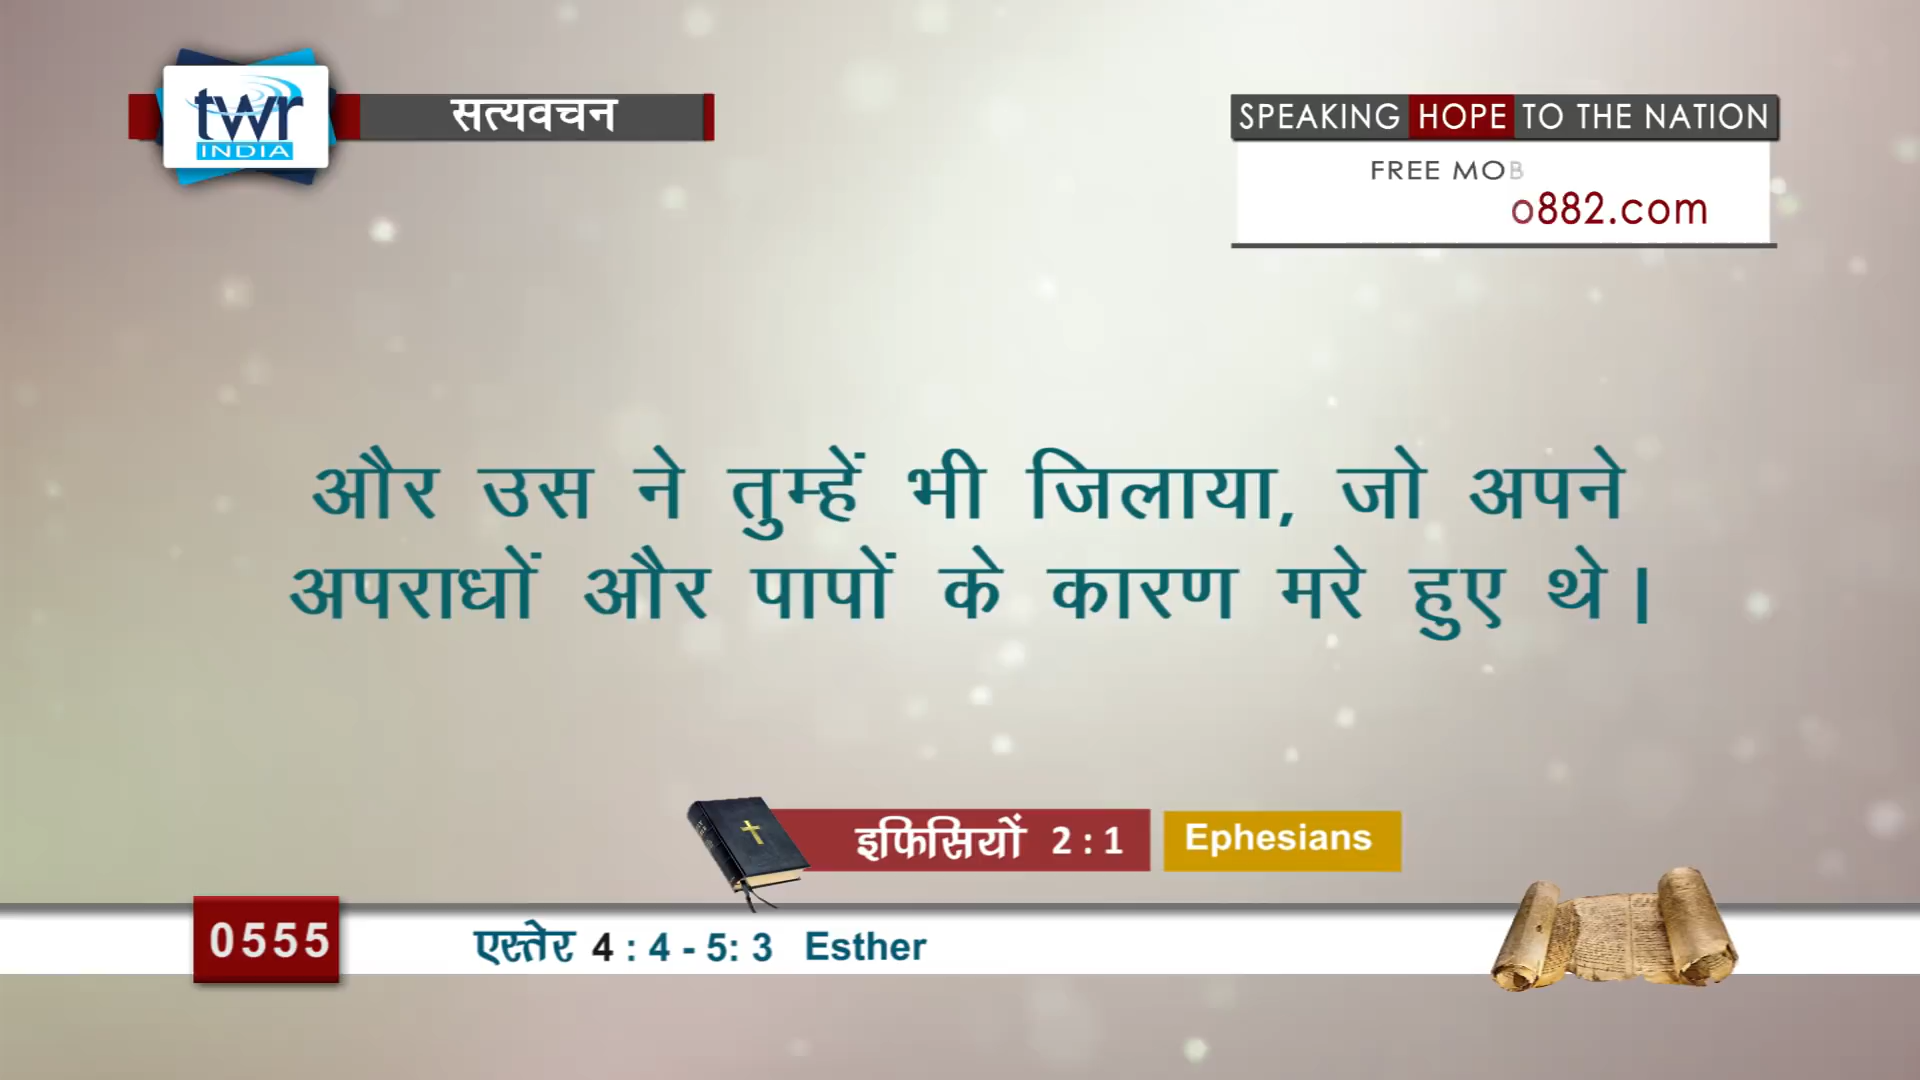 twr
INDIA
सत्यवचन
SPEAKING HOPE TO THE NATION
FREE MOB
o882.com
और उस ने तुम्हें भी जिलाया, जो अपने
अपराधों और पापों के कारण मरे हुए थे।
इफिसियों 2 : 1 Ephesians
0555 एस्तेर 4 : 4 - 5: 3 Esther